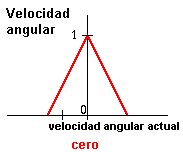 Velocidad
angular
1
0
velocidad angular actual
cero